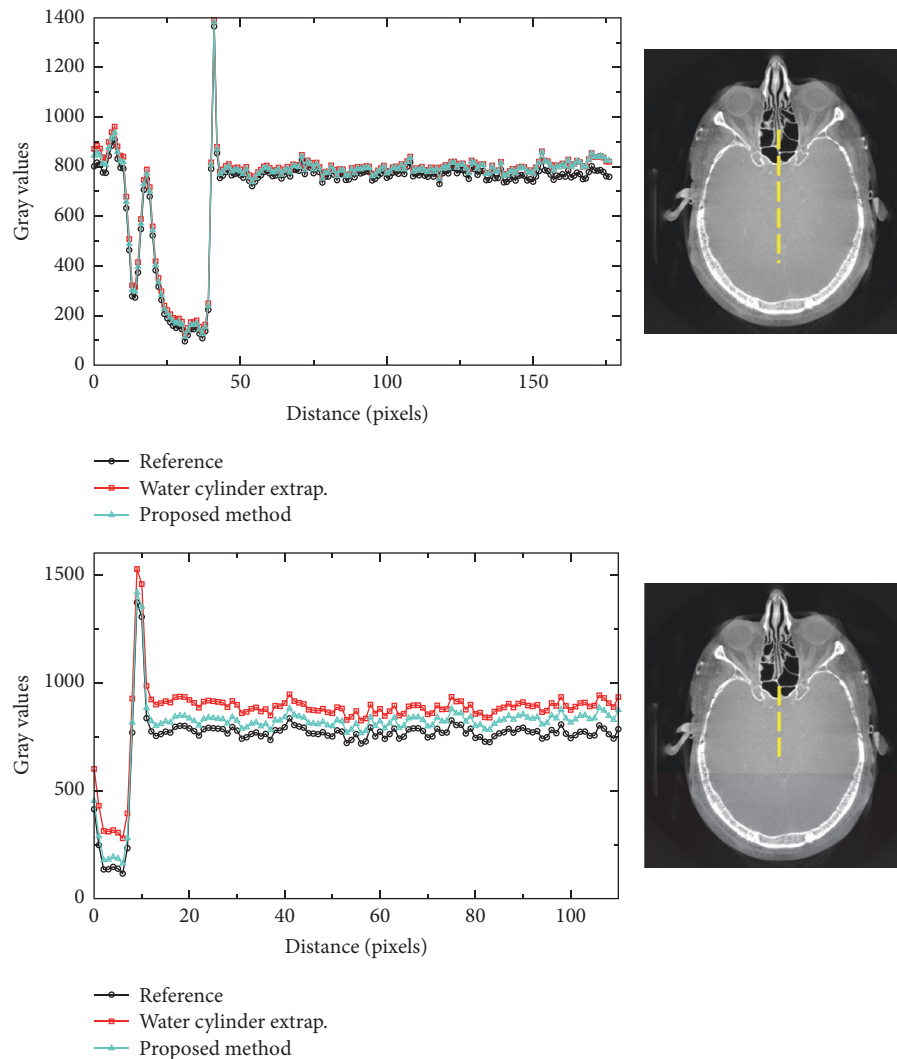 1400
1200
1000
800
600
400
200
0
Gray values
0 50 100 150
Distance (pixels)
Reference
Water cylinder extrap.
Proposed method
1500
1000
500
0
Gray values
0 20 40 60 80 100
Distance (pixels)
Reference
Water cylinder extrap.
Proposed method